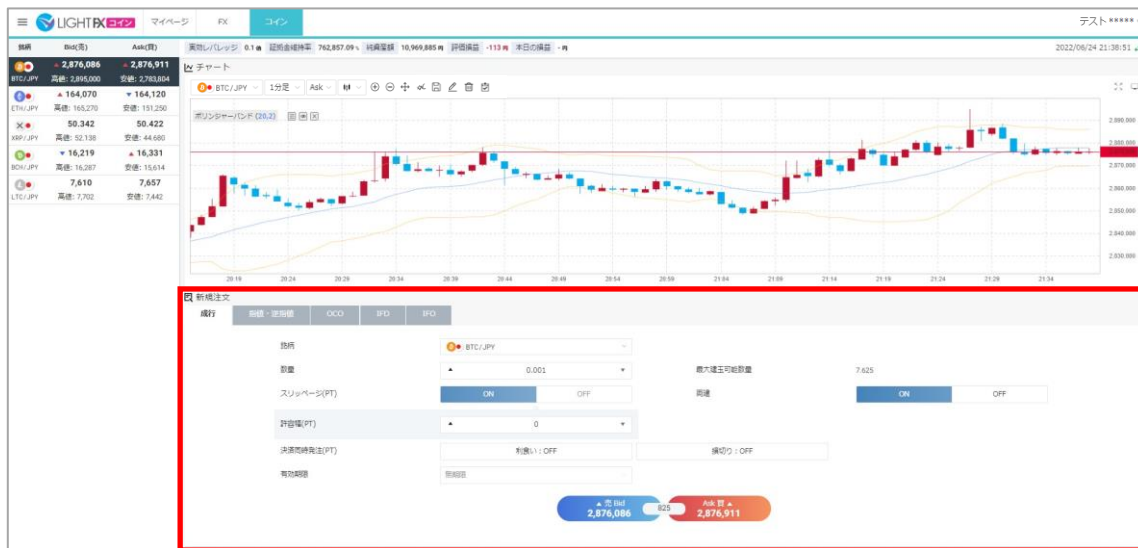 LIGHT FX コイン マイページ FX コイン テスト*****
銘柄 Bid(売) Ask(買)
実効レバレッジ 0.1倍 証拠金維持率 762,857.09% 純資産額 10,969,885円 評価損益 -113円 本日の損益 -円 2022/06/24 21:38:51
BTC/JPY ▲2,876,086 ▲2,876,911
高値: 2,895,000 安値: 2,783,804
ETH/JPY ▲164,070 ▼164,120
高値: 165,270 安値: 151,250
XRP/JPY 50.342 50.422
高値: 52.138 安値: 44.680
BCH/JPY ▼16,219 ▲16,331
高値: 16,287 安値: 15,614
LTC/JPY 7,610 7,657
高値: 7,702 安値: 7,442
チャート
BTC/JPY 1分足 Ask
ボリンジャーバンド (20,2)
2,890,000
2,880,000
2,870,000
2,860,000
2,850,000
2,840,000
2,830,000
20:19 20:24 20:29 20:34 20:39 20:44 20:49 20:54 20:59 21:04 21:09 21:14 21:19 21:24 21:29 21:34
新規注文
成行 指値・逆指値 OCO IFD IFO
銘柄 BTC/JPY
数量 ▲ 0.001 ▼ 最大建玉可能数量 7.625
スリッページ(PT) ON OFF 両建 ON OFF
許容幅(PT) ▲ 0 ▼
決済同時発注(PT) 利食い：OFF 損切り：OFF
有効期限 無期限
▲ 売 Bid 825 Ask 買 ▲
2,876,086 2,876,911